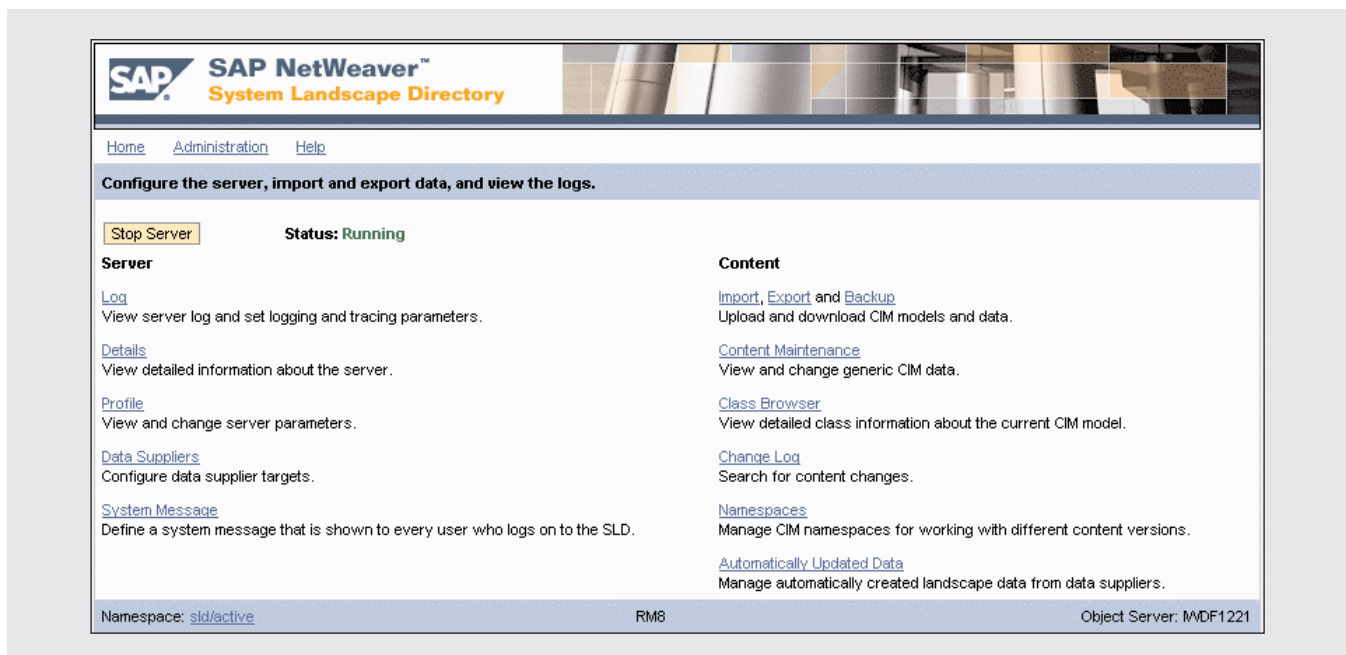 SAP
SAP NetWeaver™
System Landscape Directory
Home Administration Help
Configure the server, import and export data, and view the logs.
Stop Server Status: Running
Server
Log
View server log and set logging and tracing parameters.
Details
View detailed information about the server.
Profile
View and change server parameters.
Data Suppliers
Configure data supplier targets.
System Message
Define a system message that is shown to every user who logs on to the SLD.
Content
Import, Export and Backup
Upload and download CIM models and data.
Content Maintenance
View and change generic CIM data.
Class Browser
View detailed class information about the current CIM model.
Change Log
Search for content changes.
Namespaces
Manage CIM namespaces for working with different content versions.
Automatically Updated Data
Manage automatically created landscape data from data suppliers.
Namespace: sld/active RM8 Object Server: IWDF1221